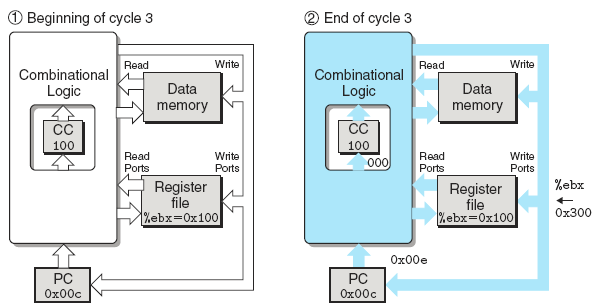 ① Beginning of cycle 3
Combinational
Logic
Read
Write
Data
memory
CC
100
Read
Ports
Write
Ports
Register
file
%ebx=0x100
PC
0x00c
② End of cycle 3
Combinational
Logic
Read
Write
Data
memory
CC
100
000
Read
Ports
Write
Ports
Register
file
%ebx=0x100
%ebx
←
0x300
0x00e
PC
0x00c